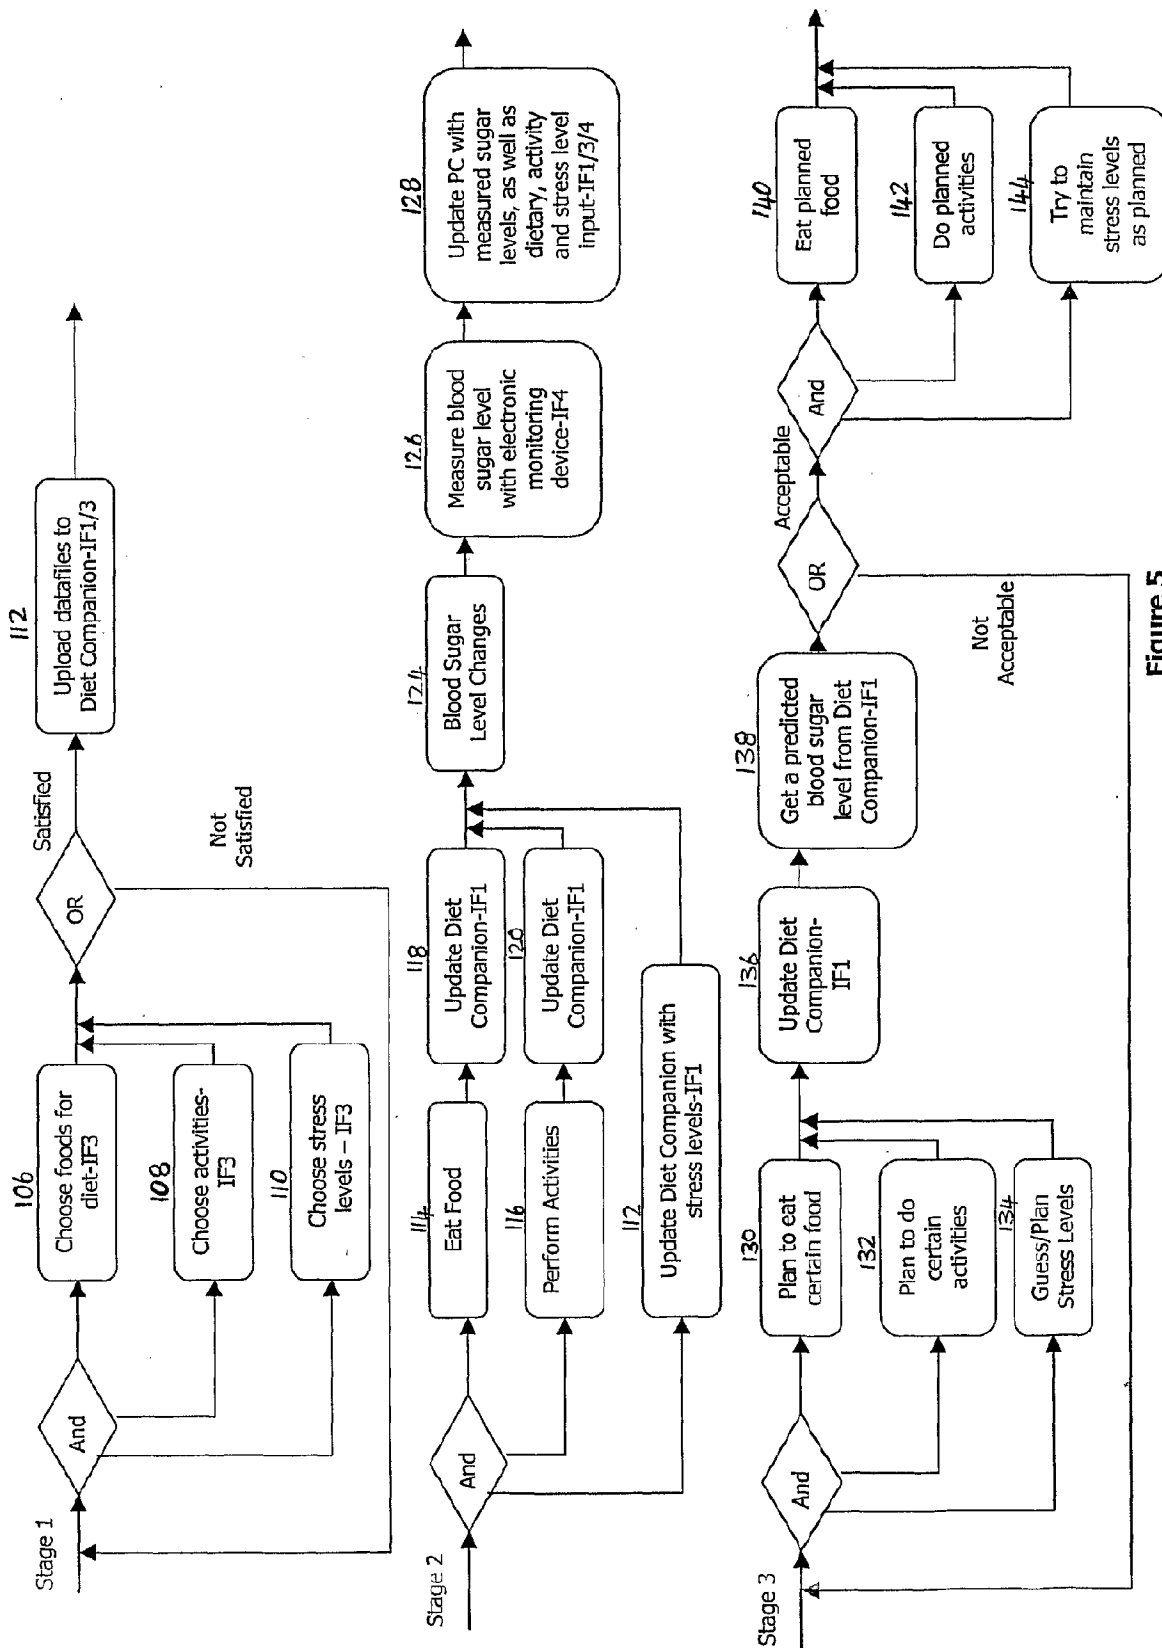 Stage 1
And
106
Choose foods for
diet-IF3
108
Choose activities-
IF3
110
Choose stress
levels – IF3
OR
Satisfied
Not
Satisfied
112
Upload datafiles to
Diet Companion-IF1/3
Stage 2
And
114
Eat Food
116
Perform Activities
112
Update Diet Companion with
stress levels-IF1
118
Update Diet
Companion-IF1
120
Update Diet
Companion-IF1
124
Blood Sugar
Level Changes
126
Measure blood
sugar level
with electronic
monitoring
device-IF4
128
Update PC with
measured sugar
levels, as well as
dietary, activity
and stress level
input-IF1/3/4
Stage 3
And
130
Plan to eat
certain food
132
Plan to do
certain
activities
134
Guess/Plan
Stress Levels
136
Update Diet
Companion-
IF1
138
Get a predicted
blood sugar
level from Diet
Companion-IF1
OR
Acceptable
Not
Acceptable
And
140
Eat planned
food
142
Do planned
activities
144
Try to
maintain
stress levels
as planned
Figure 5